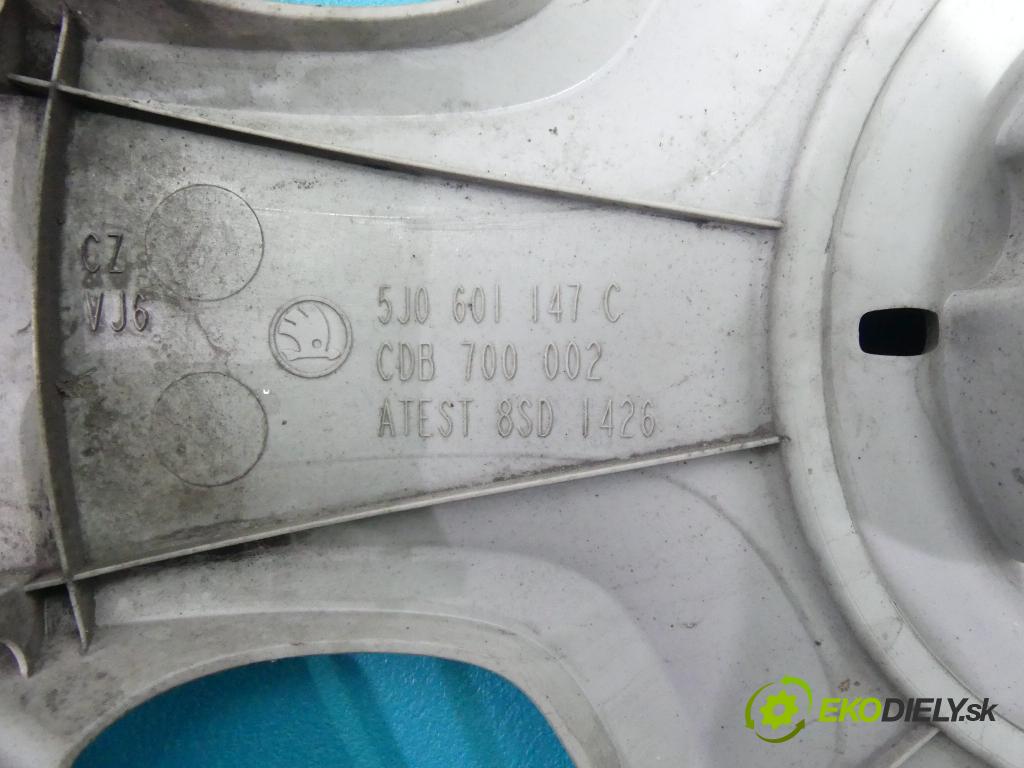 CZ
VJ6
5J0 601 147 C
CDB 700 002
ATEST 8SD 1426
EKODIELY.sk